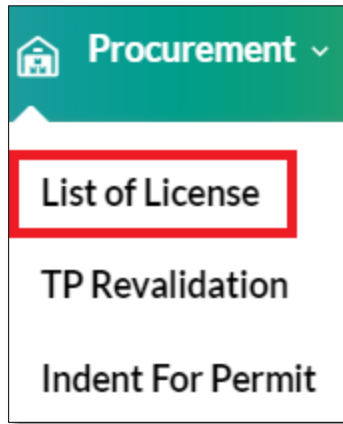 Procurement
List of License
TP Revalidation
Indent For Permit